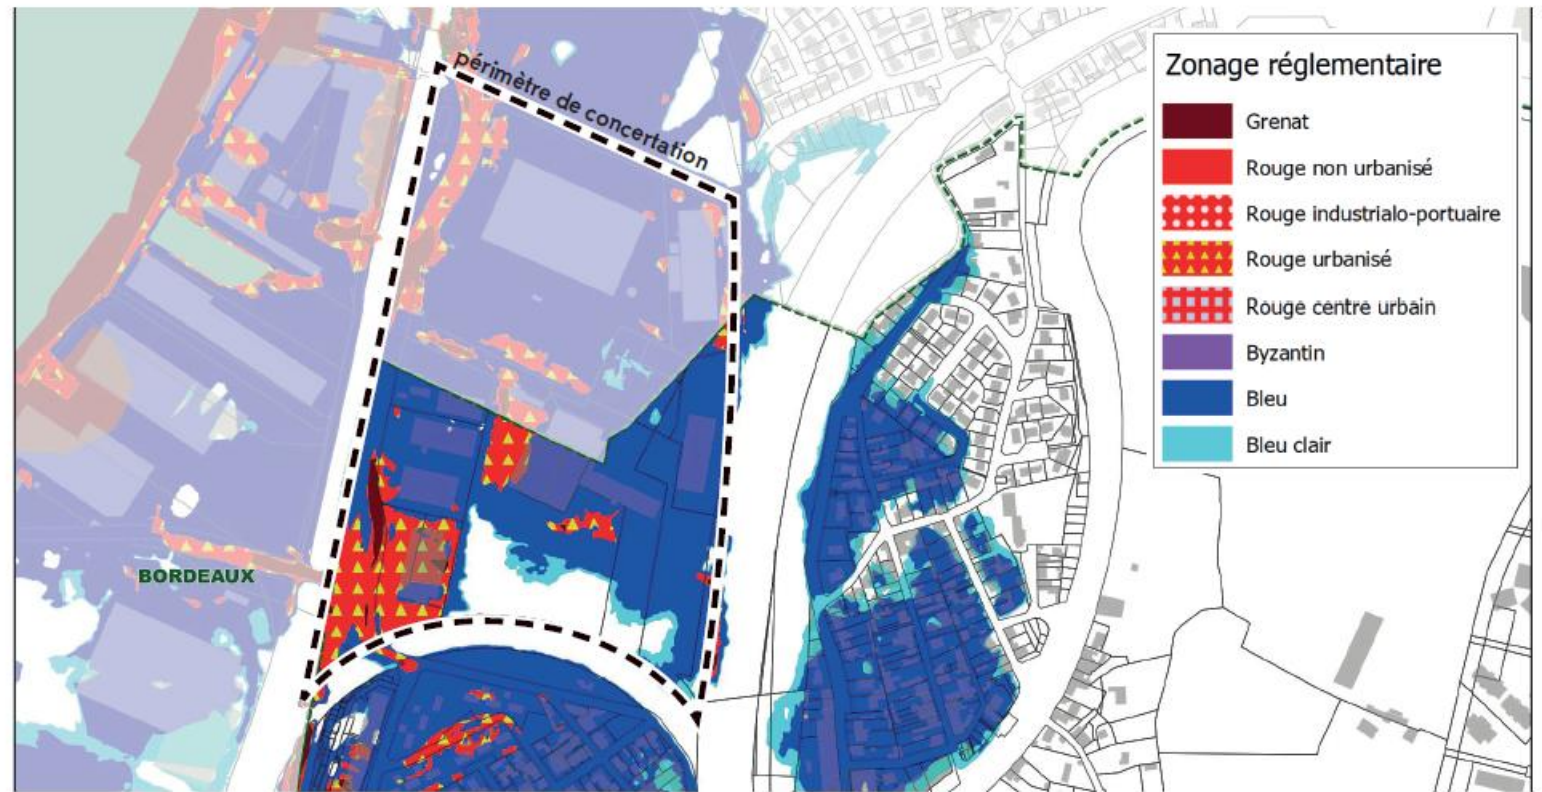 périmètre de concertation
Zonage réglementaire
Grenat
Rouge non urbanisé
Rouge industrialo-portuaire
Rouge urbanisé
Rouge centre urbain
Byzantin
Bleu
Bleu clair
BORDEAUX